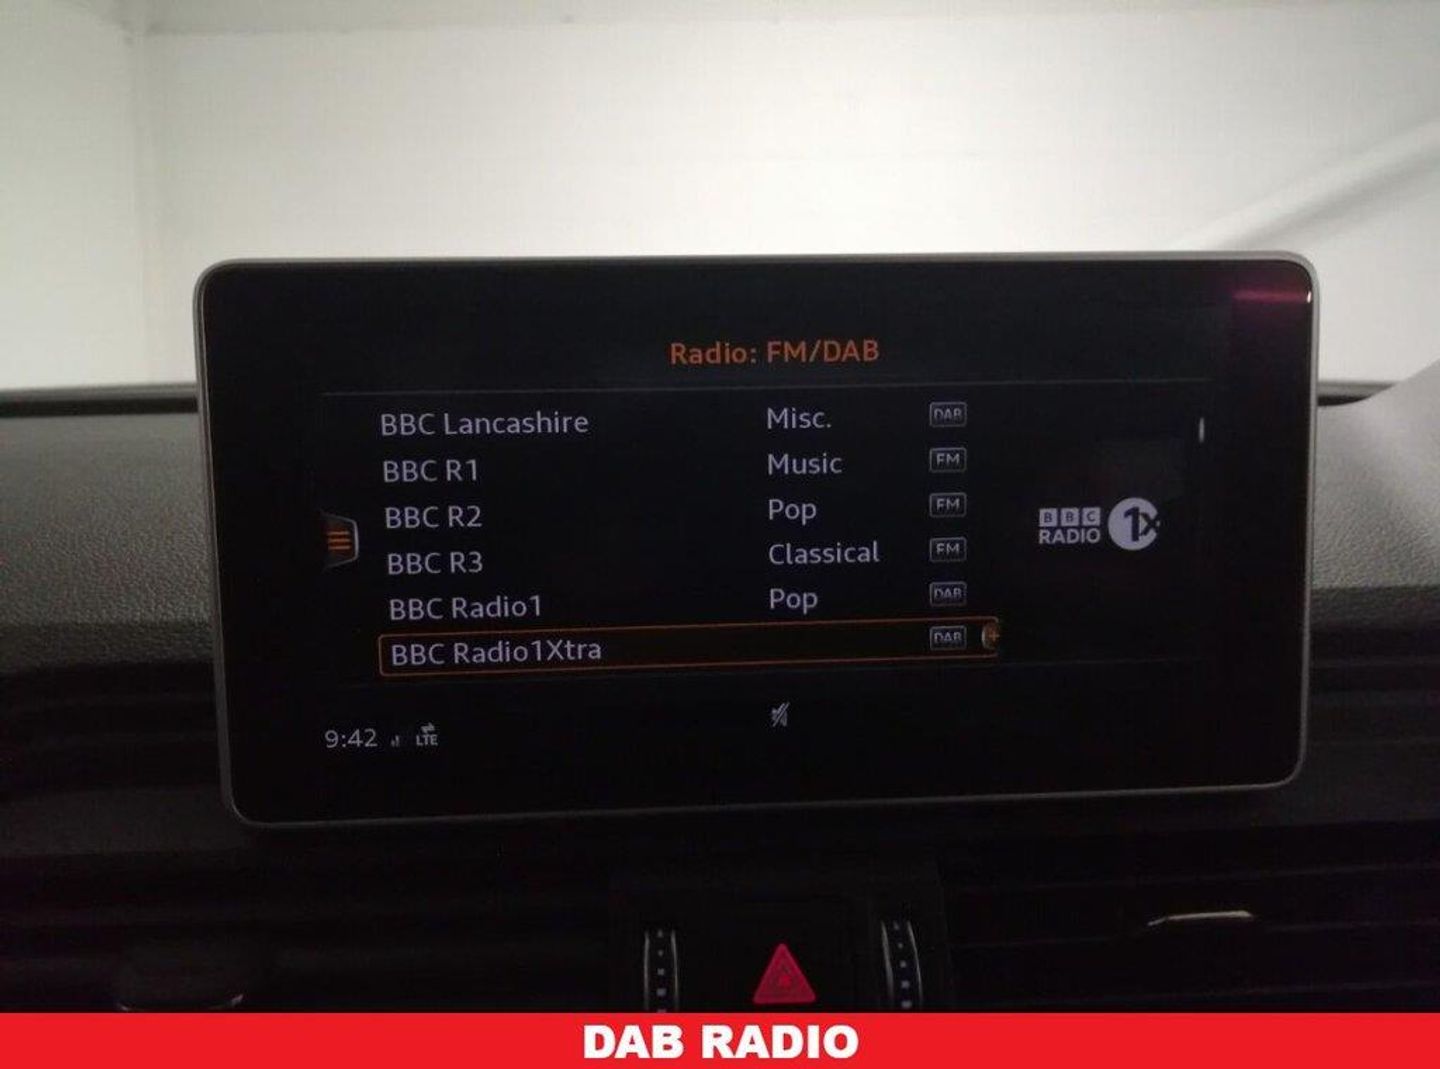 Radio: FM/DAB
BBC Lancashire Misc. DAB
BBC R1 Music FM
BBC R2 Pop FM
BBC R3 Classical FM
BBC Radio1 Pop DAB
BBC Radio1Xtra DAB
BBC
RADIO 1x
9:42 LTE
DAB RADIO